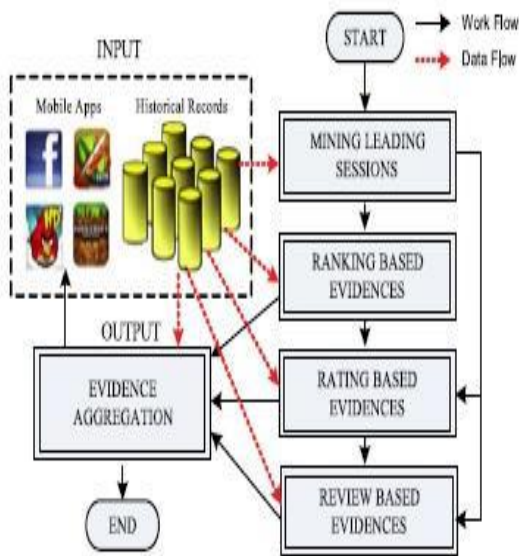 INPUT
START
Work Flow
Data Flow
Mobile Apps
Historical Records
MINING LEADING
SESSIONS
RANKING BASED
EVIDENCES
OUTPUT
EVIDENCE
AGGREGATION
RATING BASED
EVIDENCES
REVIEW BASED
EVIDENCES
END